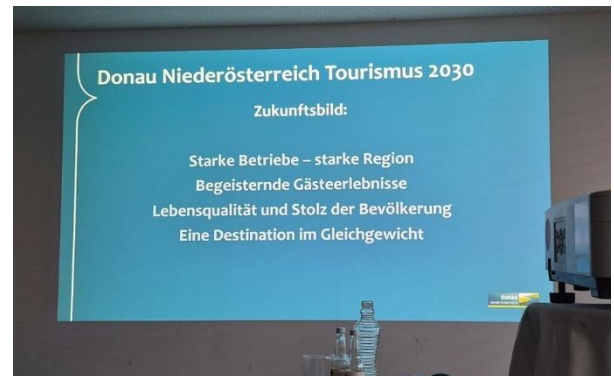 Donau Niederösterreich Tourismus 2030
Zukunftsbild:
Starke Betriebe – starke Region
Begeisternde Gästeerlebnisse
Lebensqualität und Stolz der Bevölkerung
Eine Destination im Gleichgewicht
donau